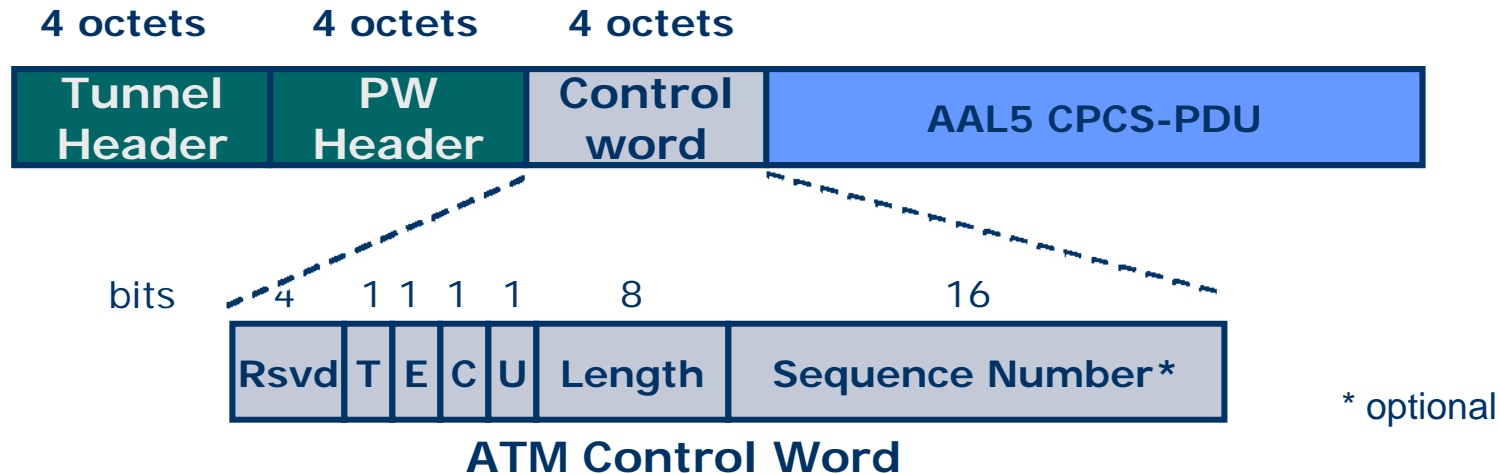 4 octets 4 octets 4 octets
Tunnel Header PW Header Control word AAL5 CPCS-PDU
bits 4 1 1 1 1 8 16
Rsvd T E C U Length Sequence Number*
* optional
ATM Control Word